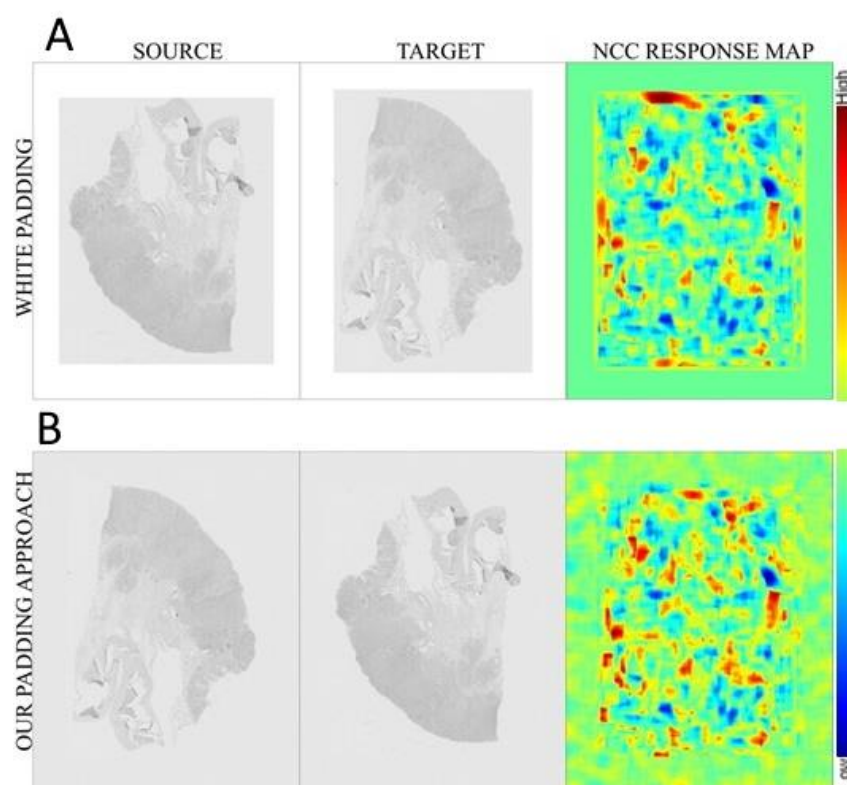 A
SOURCE TARGET NCC RESPONSE MAP
WHITE PADDING
High
B
OUR PADDING APPROACH